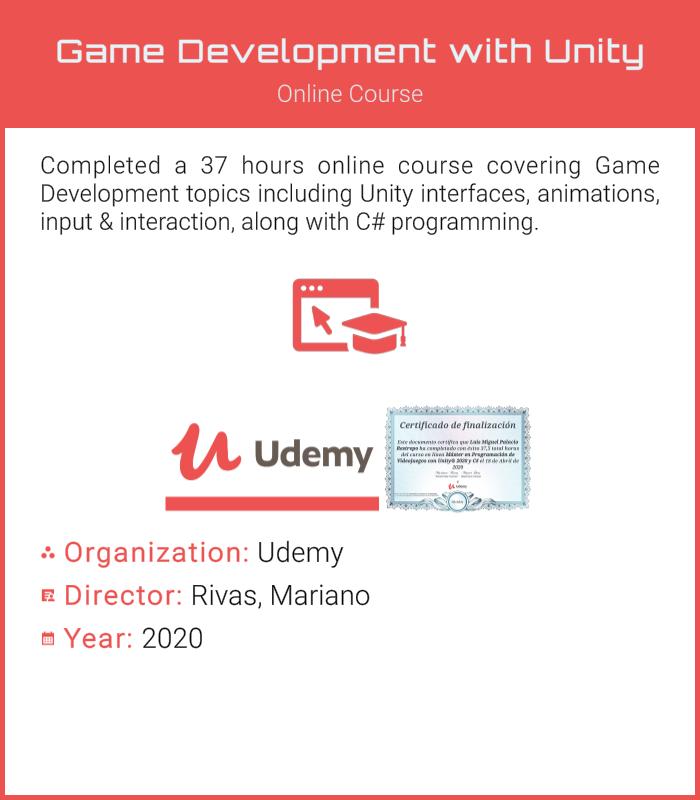 Game Development with Unity
Online Course
Completed a 37 hours online course covering Game
Development topics including Unity interfaces, animations,
input & interaction, along with C# programming.
Udemy
Certificado de finalización
Este documento certifica que Luis Miguel Palacio
Restrepo ha completado con éxito 37,5 total horas
del curso en línea Máster en Programación de
Videojuegos con Unity® 2020 y C# el 18 de Abril de
2020
Organization: Udemy
Director: Rivas, Mariano
Year: 2020